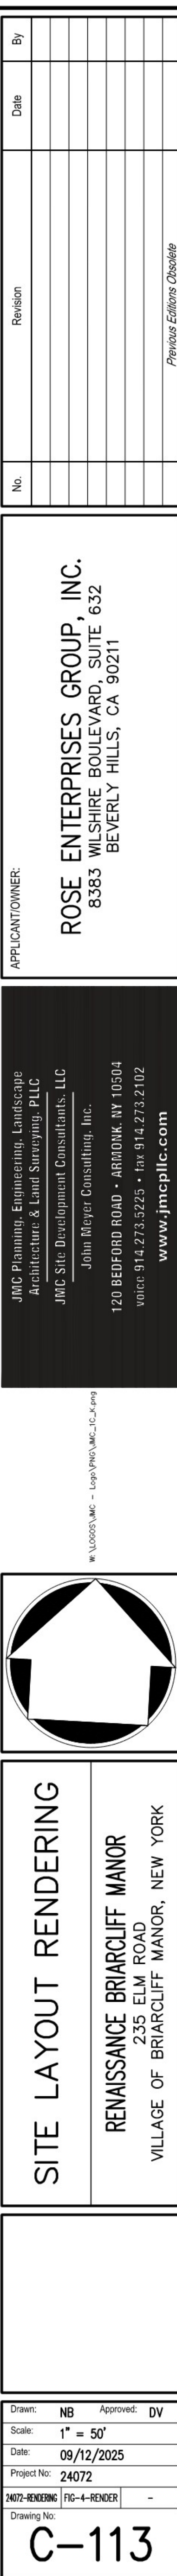 No. Revision Date By
Previous Editions Obsolete
APPLICANT/OWNER:
ROSE ENTERPRISES GROUP, INC.
8383 WILSHIRE BOULEVARD, SUITE 632
BEVERLY HILLS, CA 90211
JMC Planning, Engineering, Landscape
Architecture & Land Surveying, PLLC
JMC Site Development Consultants, LLC
John Meyer Consulting, Inc.
120 BEDFORD ROAD • ARMONK, NY 10504
voice 914.273.5225 • fax 914.273.2102
www.jmcpllc.com
W:\LOGOS\JMC - Logo\PNG\JMC_1C_K.png
SITE LAYOUT RENDERING
RENAISSANCE BRIARCLIFF MANOR
235 ELM ROAD
VILLAGE OF BRIARCLIFF MANOR, NEW YORK
Drawn: NB Approved: DV
Scale: 1" = 50'
Date: 09/12/2025
Project No: 24072
24072-RENDERING FIG-4-RENDER -
Drawing No:
C-113